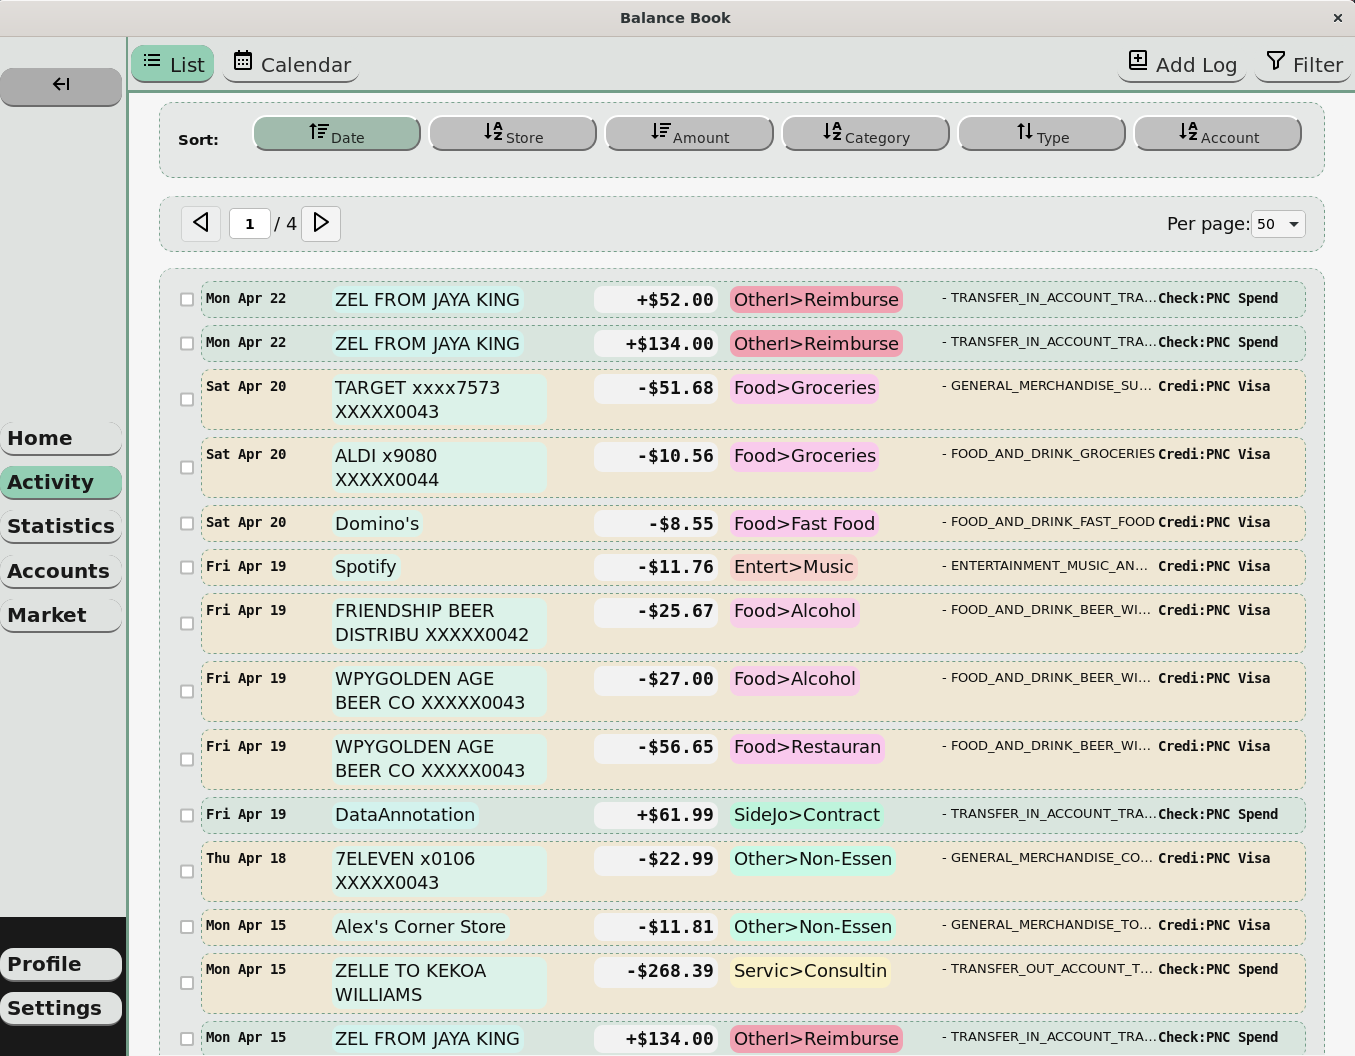 Balance Book ×
List Calendar Add Log Filter
Sort: Date Store Amount Category Type Account
1 / 4 Per page: 50
Mon Apr 22 ZEL FROM JAYA KING +$52.00 OtherI>Reimburse - TRANSFER_IN_ACCOUNT_TRA... Check:PNC Spend
Mon Apr 22 ZEL FROM JAYA KING +$134.00 OtherI>Reimburse - TRANSFER_IN_ACCOUNT_TRA... Check:PNC Spend
Sat Apr 20 TARGET xxxx7573 -$51.68 Food>Groceries - GENERAL_MERCHANDISE_SU... Credi:PNC Visa
XXXXX0043
Sat Apr 20 ALDI x9080 -$10.56 Food>Groceries - FOOD_AND_DRINK_GROCERIES Credi:PNC Visa
XXXXX0044
Sat Apr 20 Domino's -$8.55 Food>Fast Food - FOOD_AND_DRINK_FAST_FOOD Credi:PNC Visa
Fri Apr 19 Spotify -$11.76 Entert>Music - ENTERTAINMENT_MUSIC_AN... Credi:PNC Visa
Fri Apr 19 FRIENDSHIP BEER -$25.67 Food>Alcohol - FOOD_AND_DRINK_BEER_WI... Credi:PNC Visa
DISTRIBU XXXXX0042
Fri Apr 19 WPYGOLDEN AGE -$27.00 Food>Alcohol - FOOD_AND_DRINK_BEER_WI... Credi:PNC Visa
BEER CO XXXXX0043
Fri Apr 19 WPYGOLDEN AGE -$56.65 Food>Restauran - FOOD_AND_DRINK_BEER_WI... Credi:PNC Visa
BEER CO XXXXX0043
Fri Apr 19 DataAnnotation +$61.99 SideJo>Contract - TRANSFER_IN_ACCOUNT_TRA... Check:PNC Spend
Thu Apr 18 7ELEVEN x0106 -$22.99 Other>Non-Essen - GENERAL_MERCHANDISE_CO... Credi:PNC Visa
XXXXX0043
Mon Apr 15 Alex's Corner Store -$11.81 Other>Non-Essen - GENERAL_MERCHANDISE_TO... Credi:PNC Visa
Mon Apr 15 ZELLE TO KEKOA -$268.39 Servic>Consultin - TRANSFER_OUT_ACCOUNT_T... Check:PNC Spend
WILLIAMS
Mon Apr 15 ZEL FROM JAYA KING +$134.00 OtherI>Reimburse - TRANSFER_IN_ACCOUNT_TRA... Check:PNC Spend
Home
Activity
Statistics
Accounts
Market
Profile
Settings